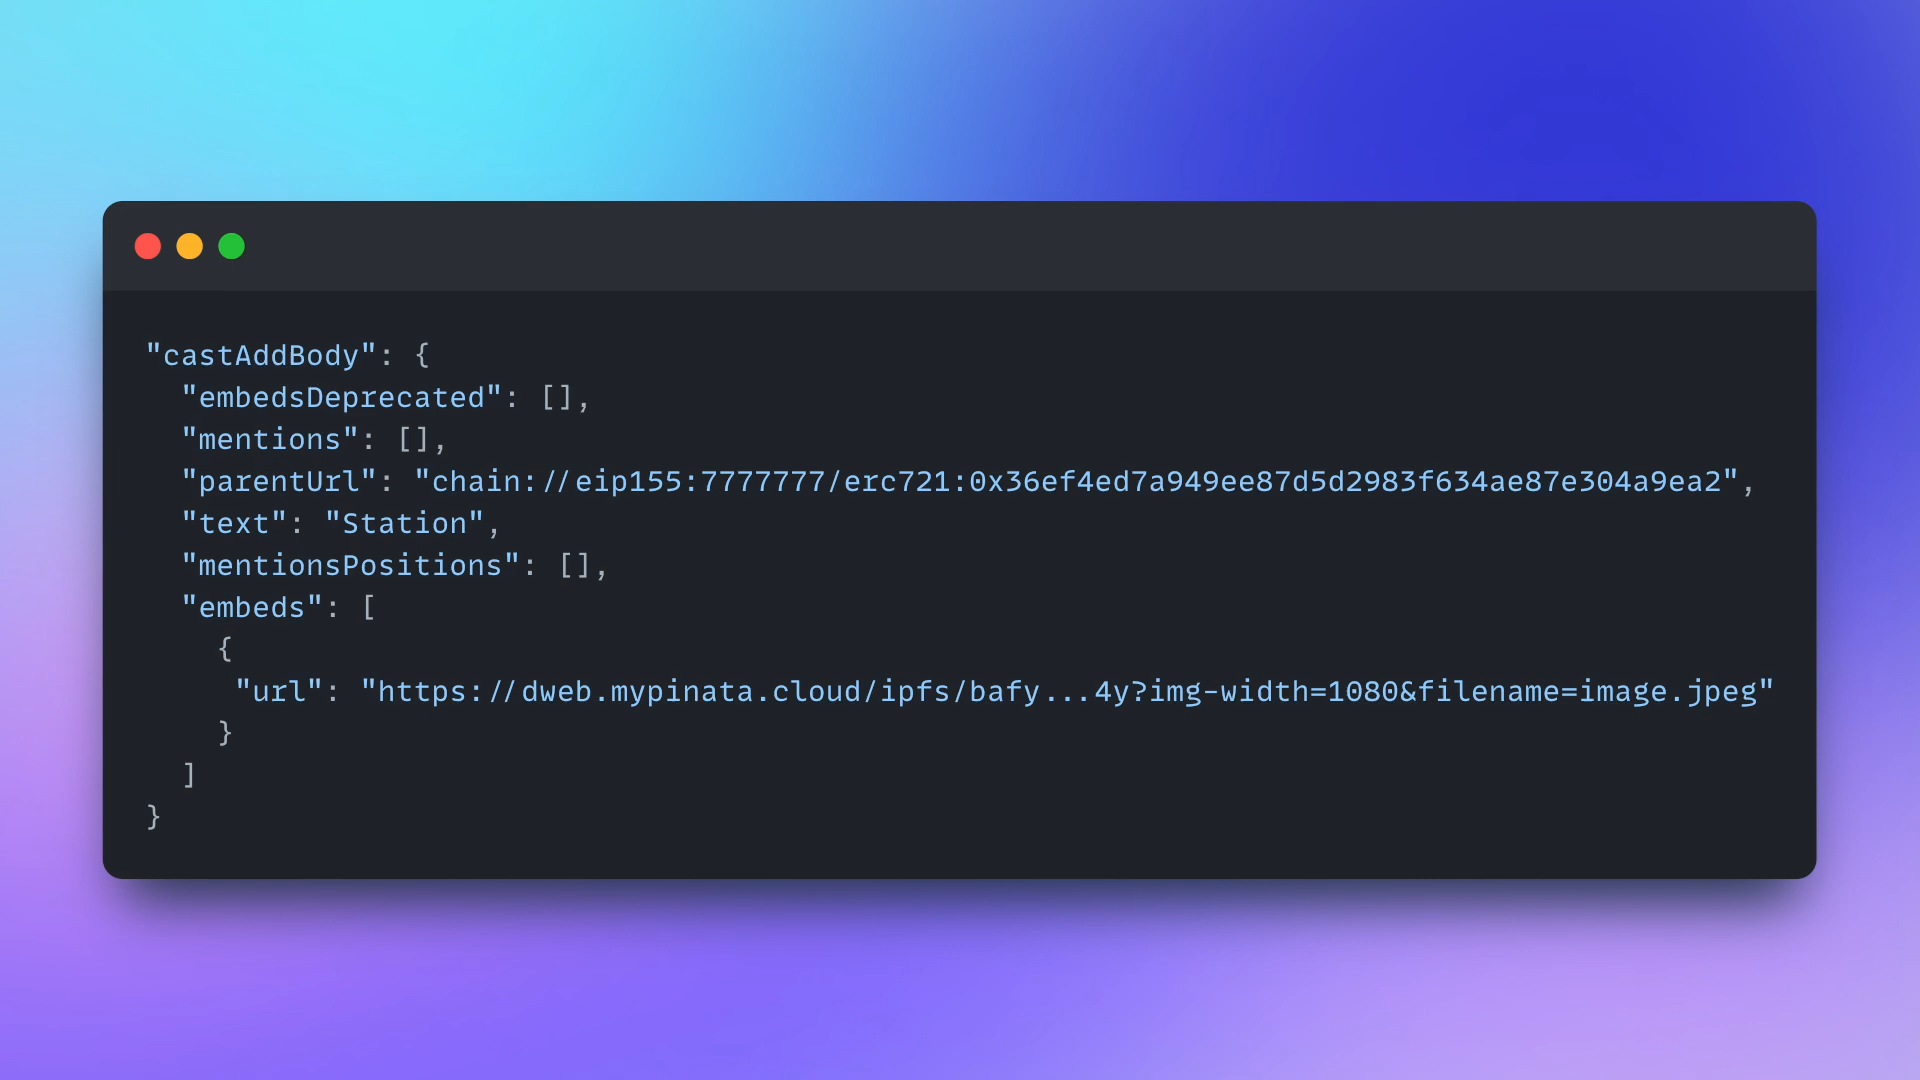 "castAddBody": {
"embedsDeprecated": [],
"mentions": [],
"parentUrl": "chain://eip155:7777777/erc721:0x36ef4ed7a949ee87d5d2983f634ae87e304a9ea2",
"text": "Station",
"mentionsPositions": [],
"embeds": [
{
"url": "https://dweb.mypinata.cloud/ipfs/bafy...4y?img-width=1080&filename=image.jpeg"
}
]
}